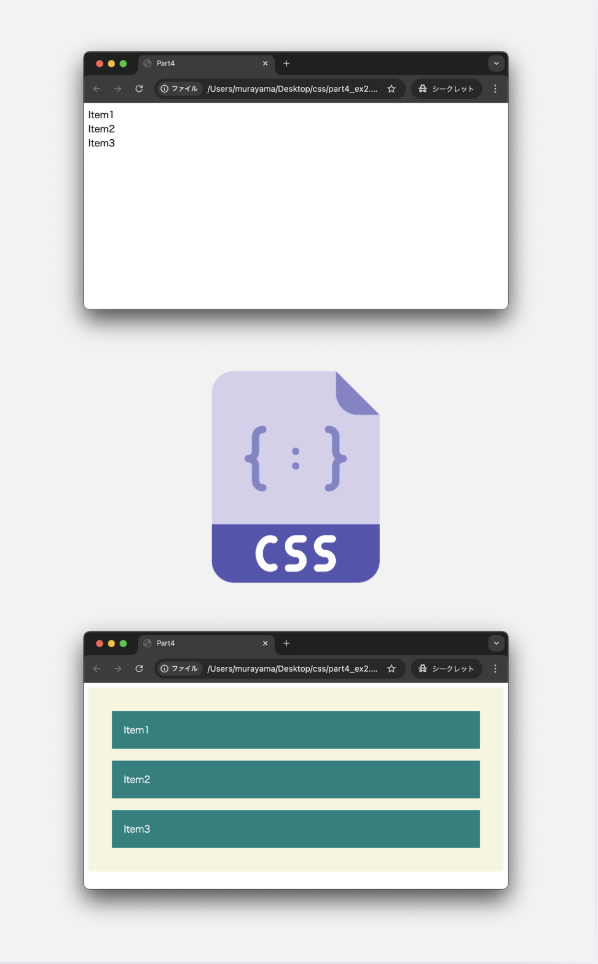 Part4
ファイル /Users/murayama/Desktop/css/part4_ex2.... シークレット
Item1
Item2
Item3
{ : }
CSS
Part4
ファイル /Users/murayama/Desktop/css/part4_ex2.... シークレット
Item1
Item2
Item3